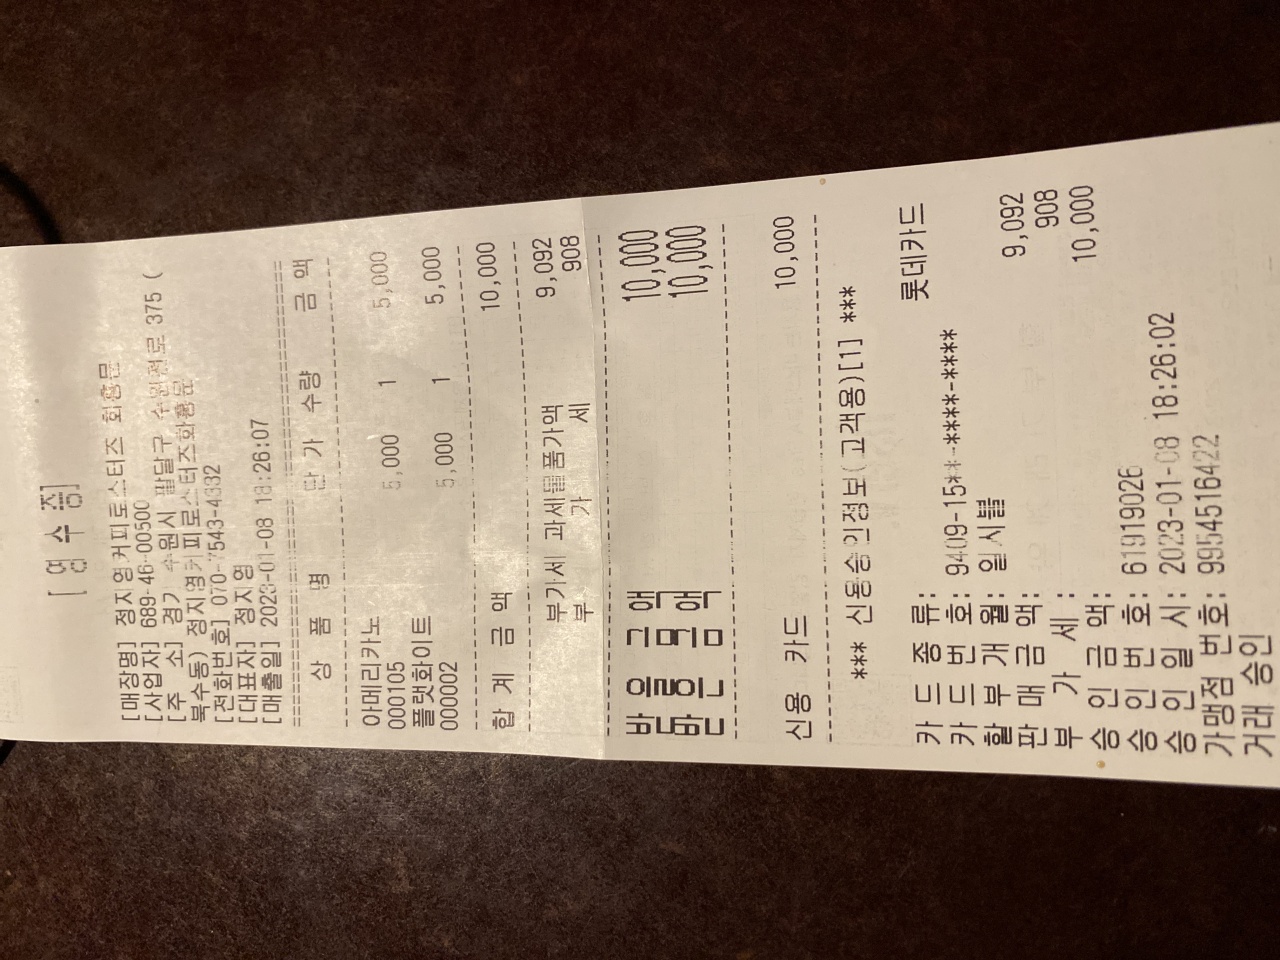 [ 영 수 증]
[매장명] 정지영커피로스터즈 화홍문
[사업자] 689-46-00500
[주 소] 경기 수원시 팔달구 수원천로 375 (
북수동) 정지영커피로스터즈화홍문
[전화번호] 070-7543-4332
[대표자] 정지영
[매출일] 2023-01-08 18:26:07
상 품 명 단 가 수량 금 액
아메리카노 5,000 1 5,000
000105
플랫화이트 5,000 1 5,000
000002
합 계 금 액 10,000
부가세 과세물품가액 9,092
부 가 세 908
받을금액 10,000
받은금액 10,000
신용 카드 10,000
*** 신용승인정보(고객용)[1] ***
카 드 종 류: 롯데카드
카 드 번 호: 9409-15**-****-****
할 부 개 월: 일시불
판 매 금 액: 9,092
부 가 세 : 908
승 인 금 액: 10,000
승 인 번 호: 61919026
승 인 일 시: 2023-01-08 18:26:02
가맹점 번호: 9954516422
거래 승인